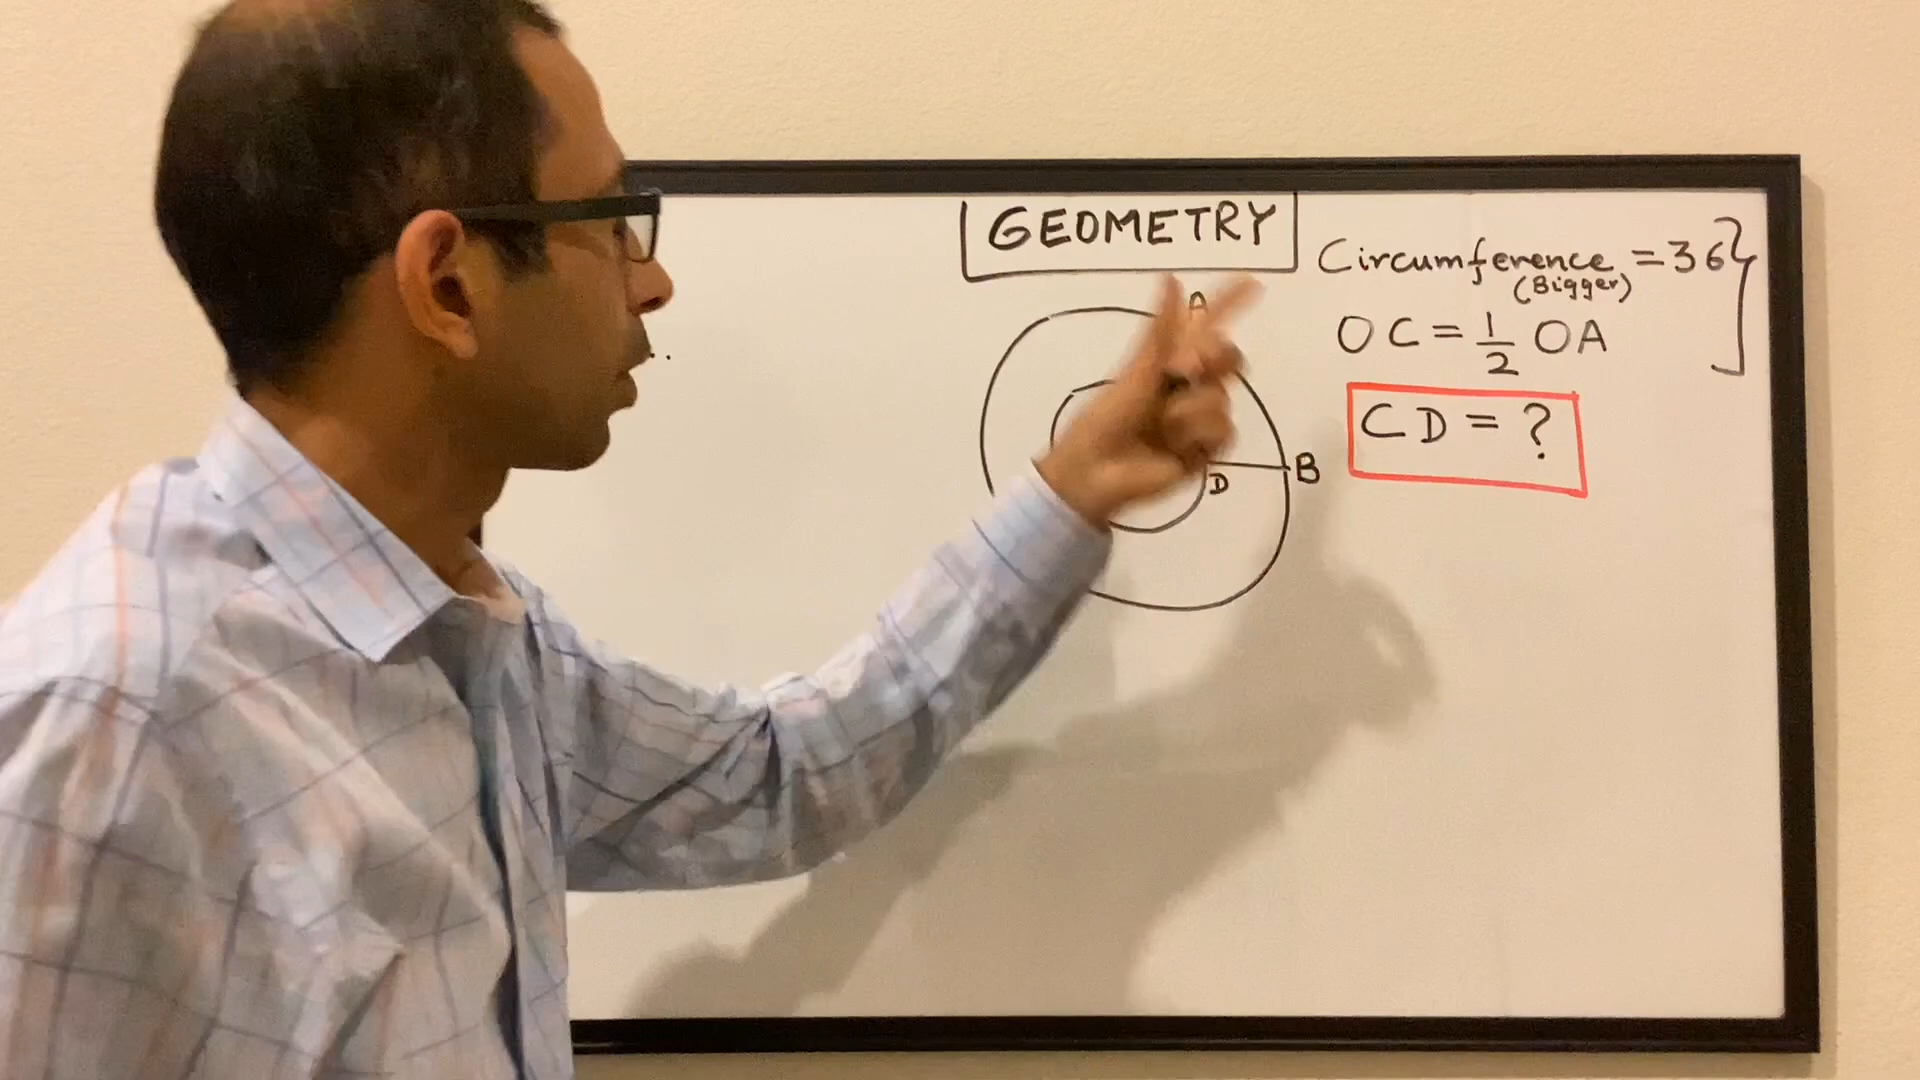 GEOMETRY
Circumference = 36
(Bigger)
OC = 1/2 OA
CD = ?
A
B
D